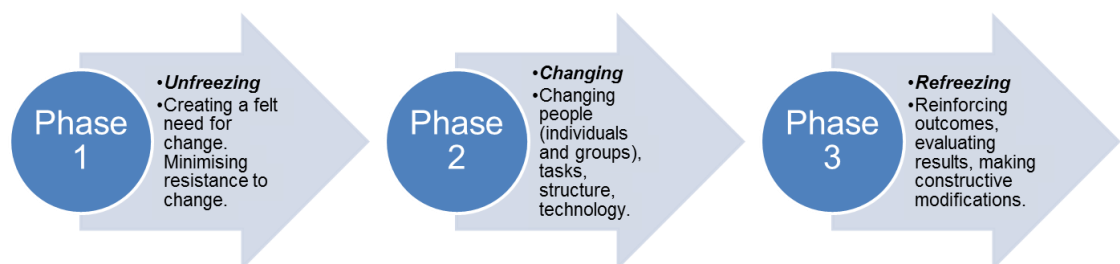 Phase
1
•Unfreezing
•Creating a felt
need for
change.
Minimising
resistance to
change.
Phase
2
•Changing
•Changing
people
(individuals
and groups),
tasks,
structure,
technology.
Phase
3
•Refreezing
•Reinforcing
outcomes,
evaluating
results, making
constructive
modifications.